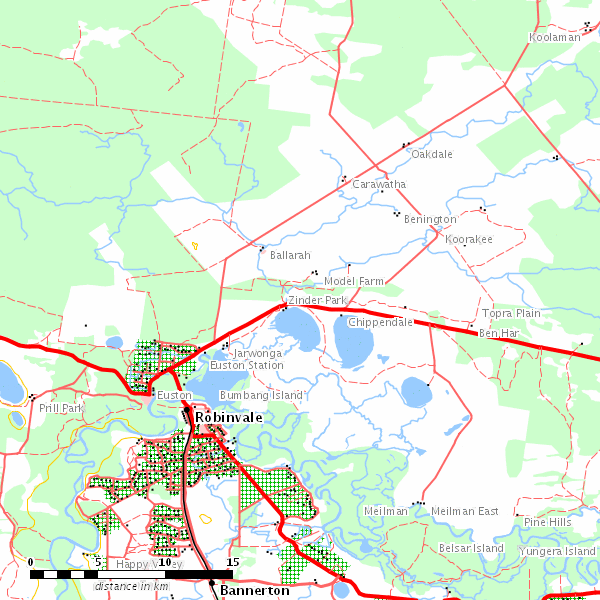 Koolaman
Oakdale
Carawatha
Benington
Koorakee
Ballarah
Model Farm
Zinder Park
Chippendale
Topra Plain
Ben Har
Jarwonga
Euston Station
Euston
Bumbang Island
Prill Park
Robinvale
Meilman
Meilman East
Pine Hills
Belsar Island
Yungera Island
Happy Valley
0 5 10 15
distance in km
Bannerton